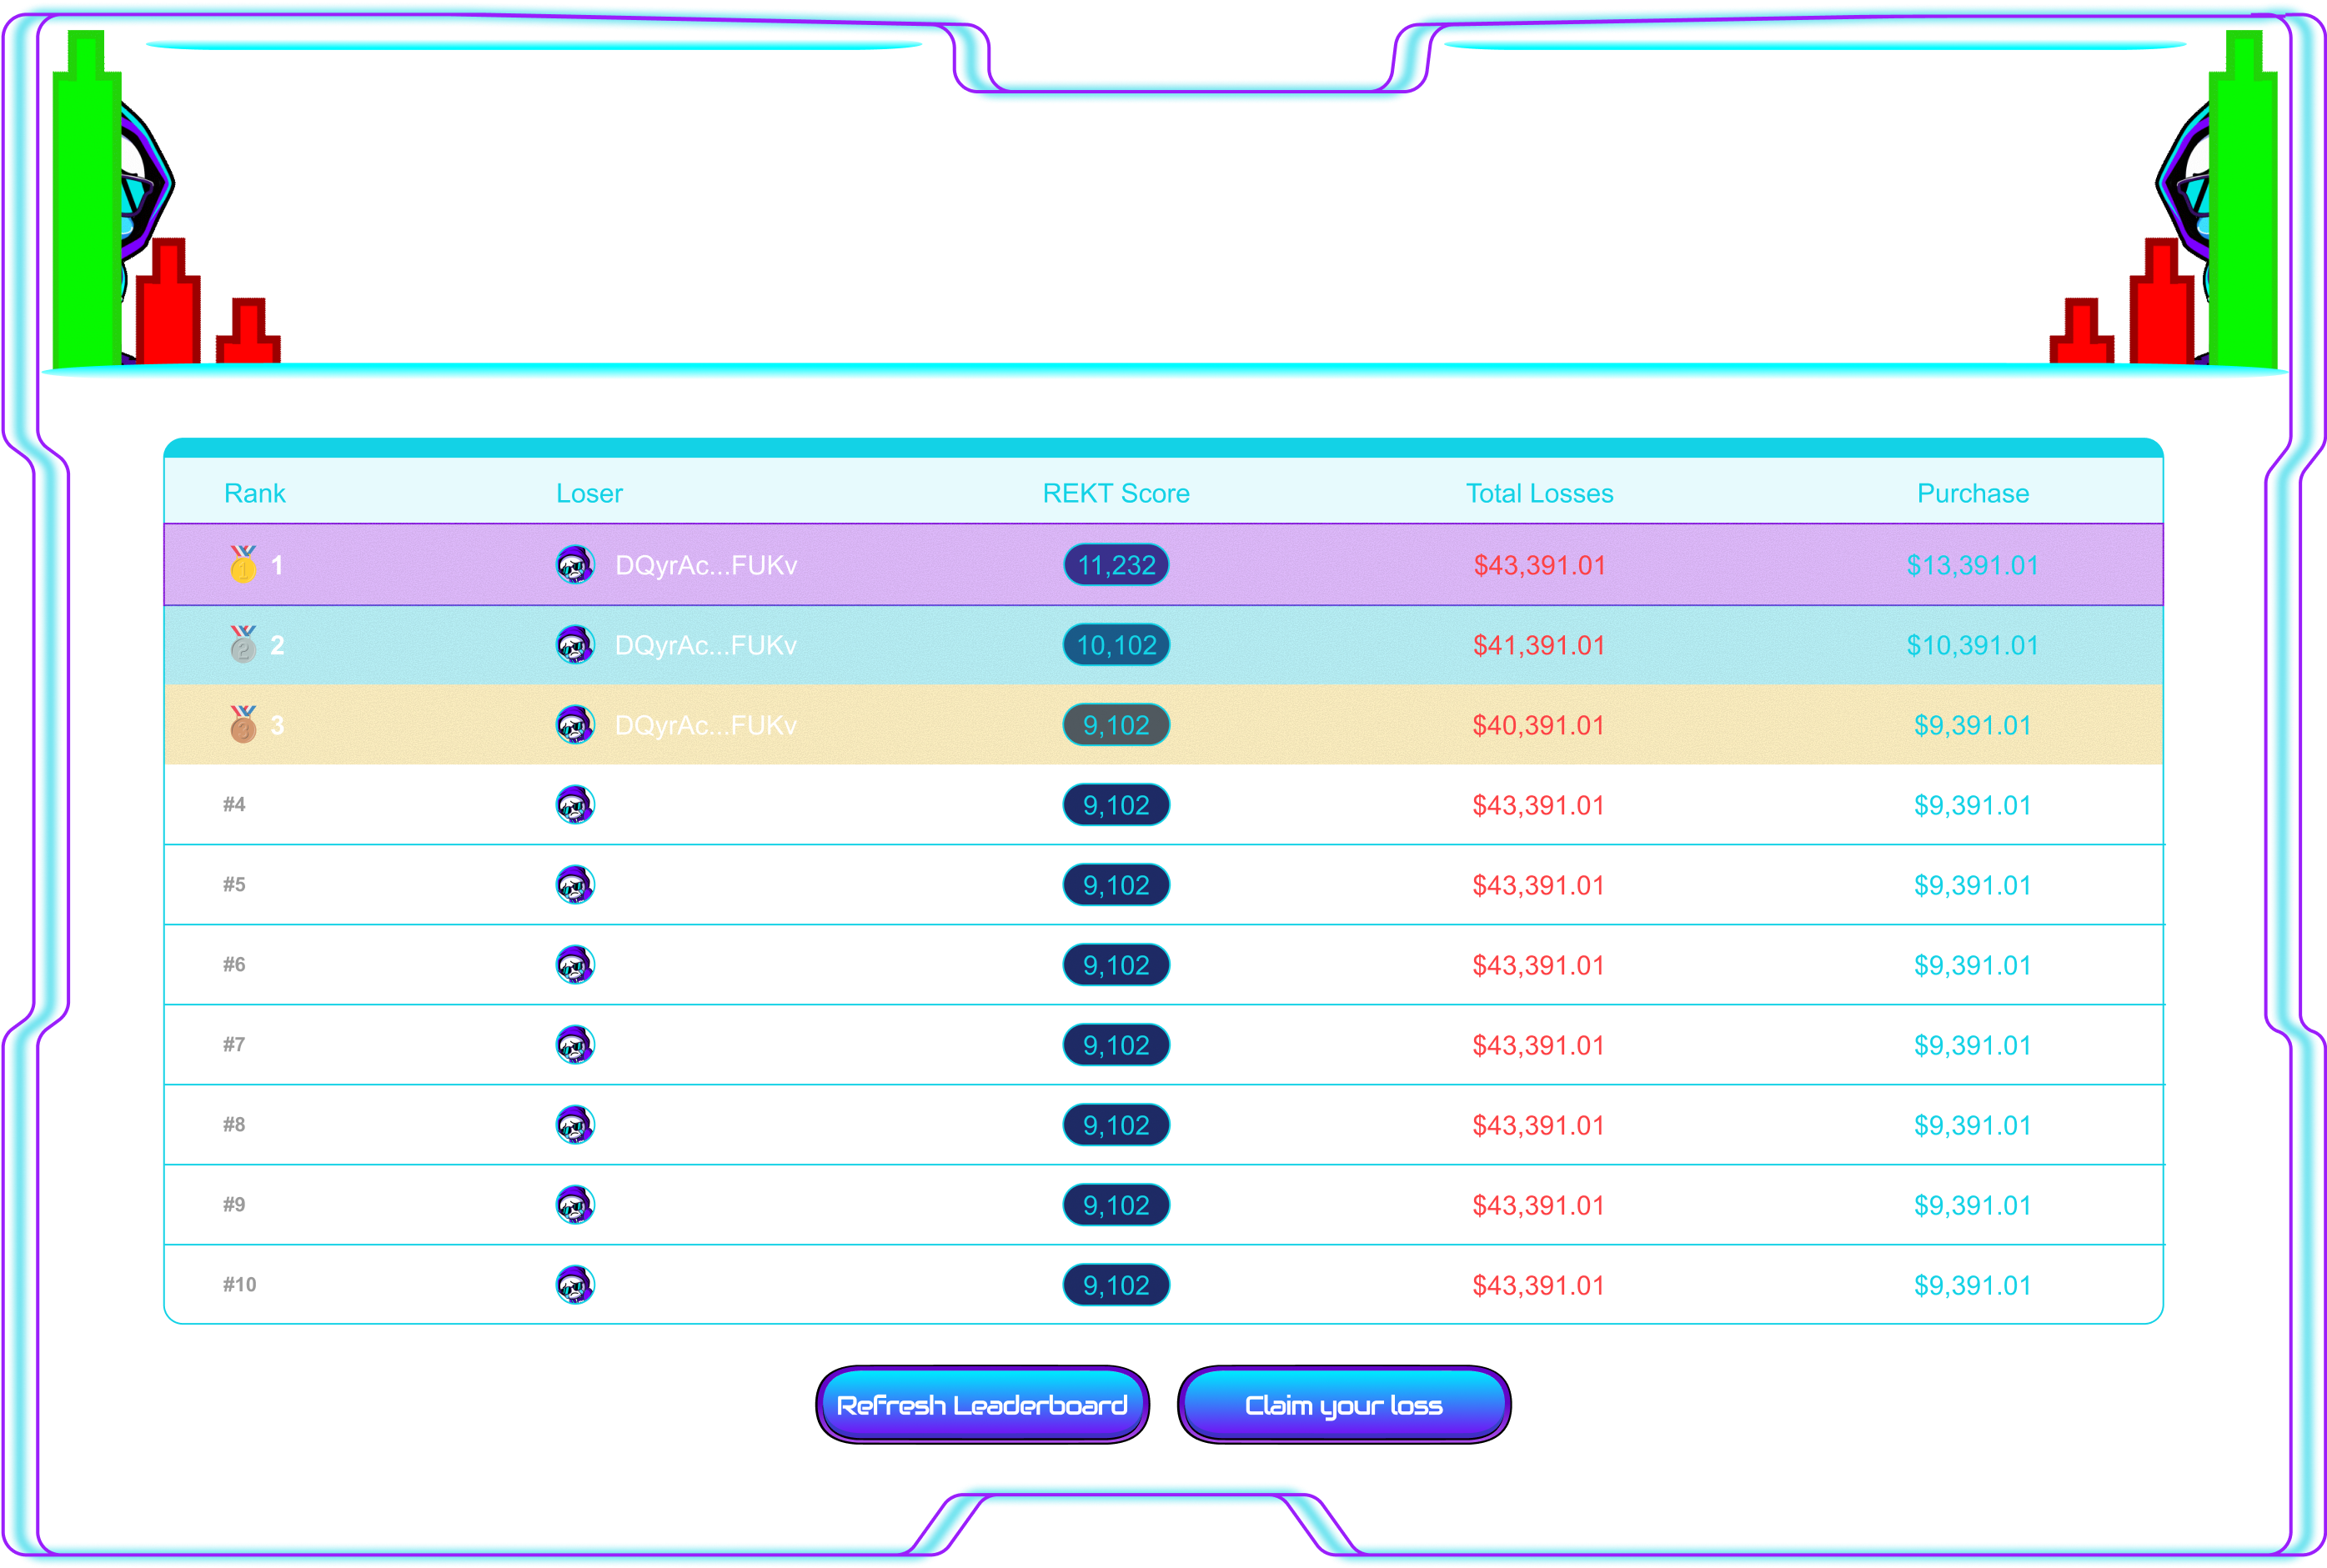 Rank Loser REKT Score Total Losses Purchase
1 1 DQyrAc...FUKv 11,232 $43,391.01 $13,391.01
2 2 DQyrAc...FUKv 10,102 $41,391.01 $10,391.01
3 3 DQyrAc...FUKv 9,102 $40,391.01 $9,391.01
#4 9,102 $43,391.01 $9,391.01
#5 9,102 $43,391.01 $9,391.01
#6 9,102 $43,391.01 $9,391.01
#7 9,102 $43,391.01 $9,391.01
#8 9,102 $43,391.01 $9,391.01
#9 9,102 $43,391.01 $9,391.01
#10 9,102 $43,391.01 $9,391.01
Refresh Leaderboard Claim your loss